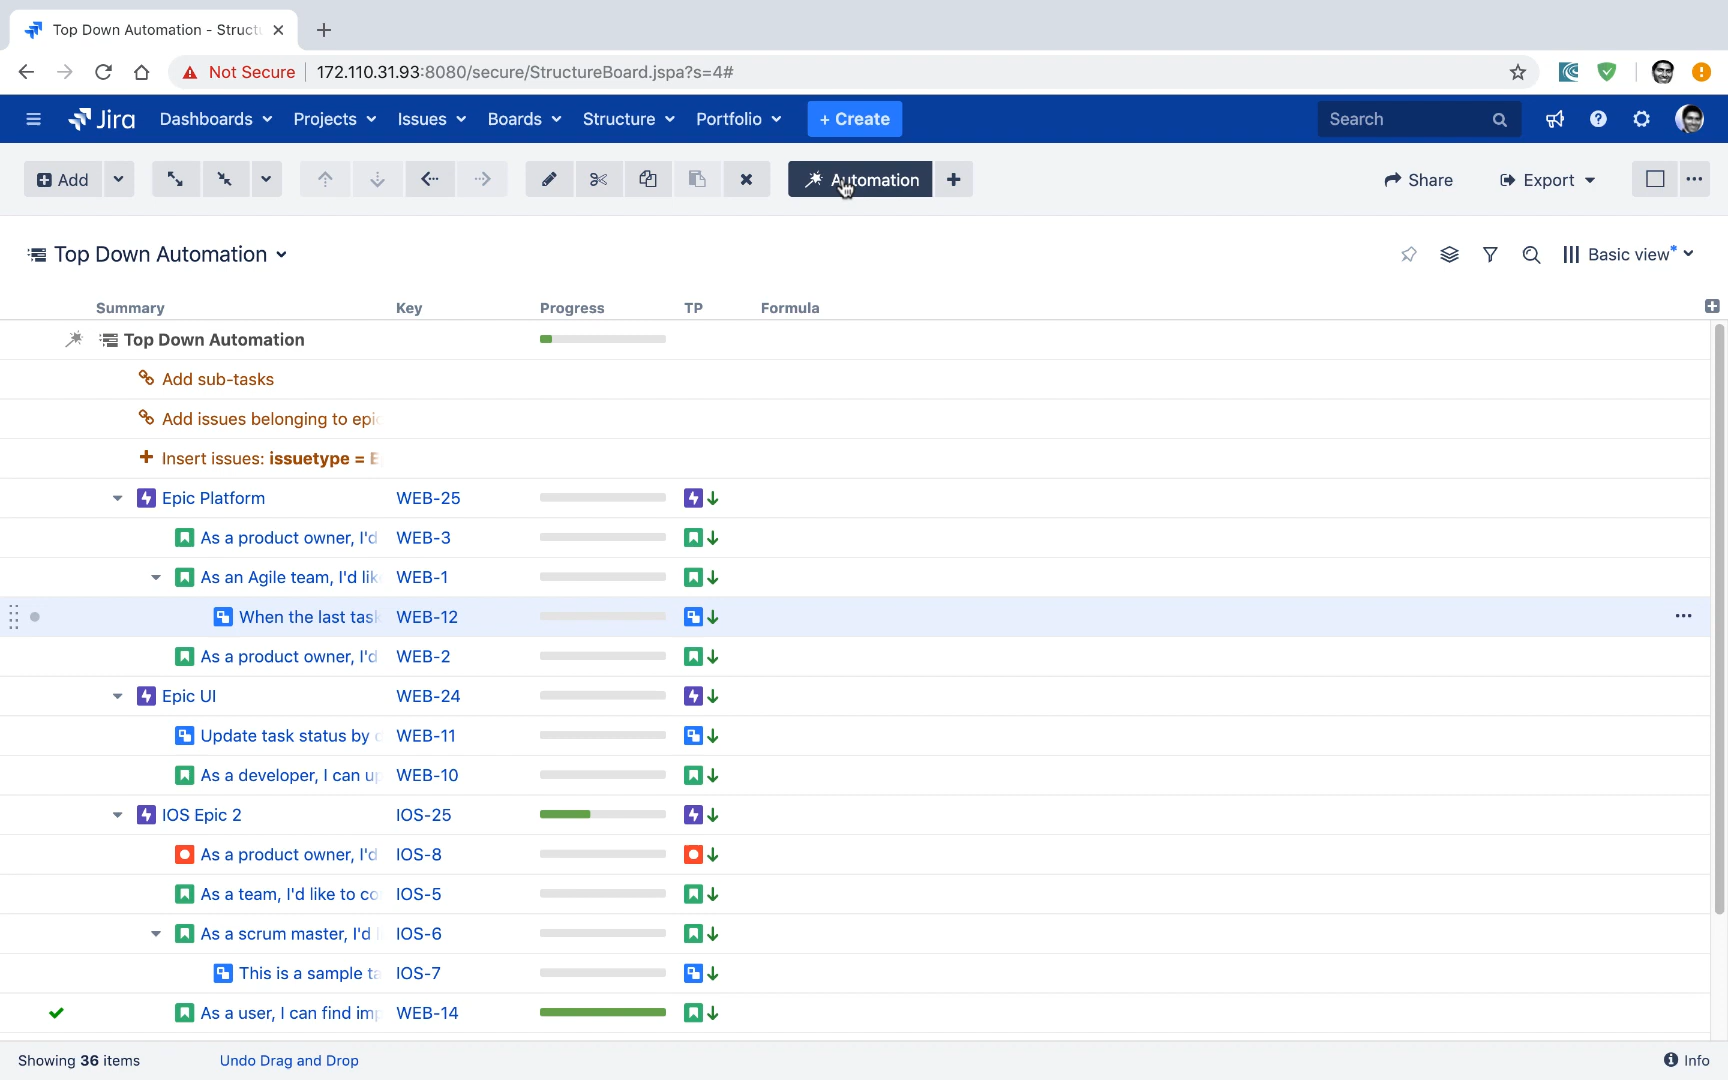 Top Down Automation - Struct
Not Secure 172.110.31.93:8080/secure/StructureBoard.jspa?s=4#
Jira Dashboards Projects Issues Boards Structure Portfolio + Create Search
Add Automation Share Export
Top Down Automation Basic view*
Summary Key Progress TP Formula
Top Down Automation
Add sub-tasks
Add issues belonging to epic
Insert issues: issuetype = E
Epic Platform WEB-25
As a product owner, I'd WEB-3
As an Agile team, I'd lik WEB-1
When the last task WEB-12
As a product owner, I'd WEB-2
Epic UI WEB-24
Update task status by WEB-11
As a developer, I can up WEB-10
IOS Epic 2 IOS-25
As a product owner, I'd IOS-8
As a team, I'd like to co IOS-5
As a scrum master, I'd IOS-6
This is a sample ta IOS-7
As a user, I can find imp WEB-14
Showing 36 items Undo Drag and Drop Info